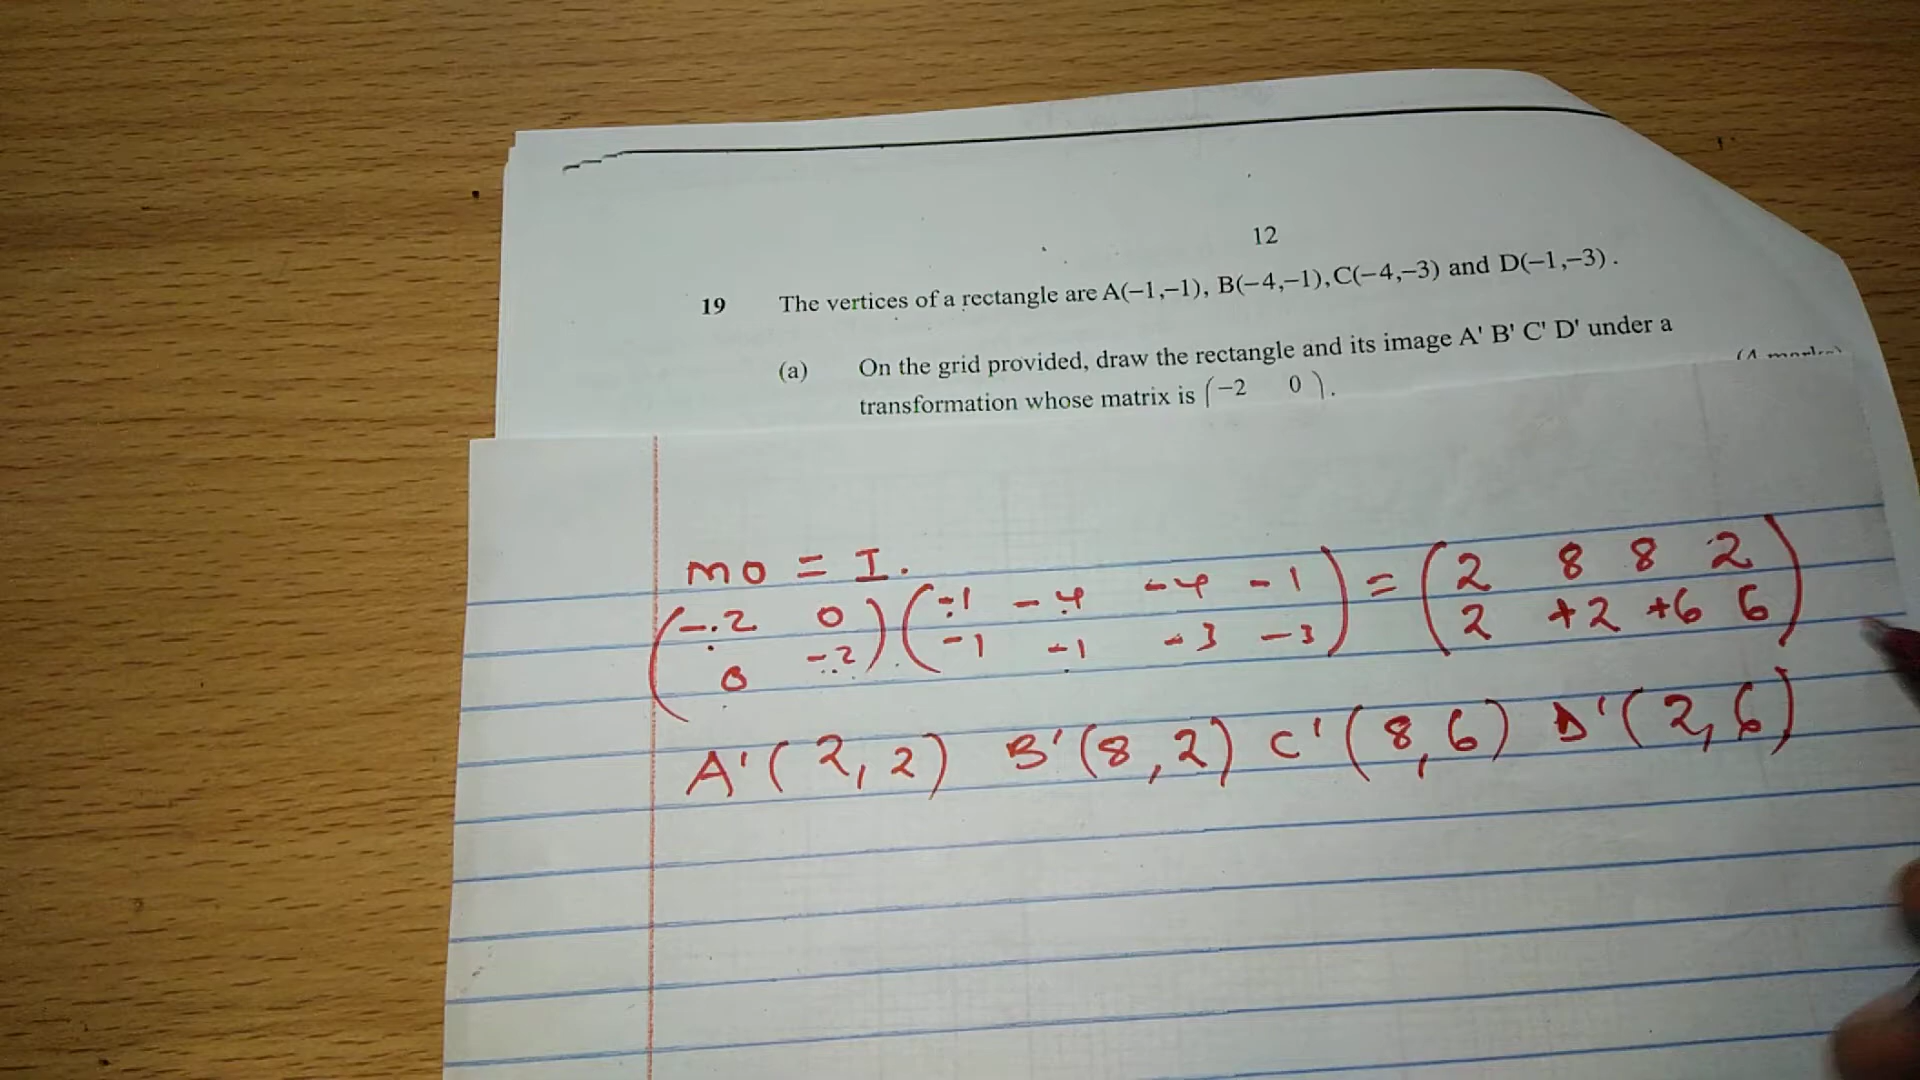 12
19 The vertices of a rectangle are A(−1,−1), B(−4,−1), C(−4,−3) and D(−1,−3).
(a) On the grid provided, draw the rectangle and its image A' B' C' D' under a
transformation whose matrix is (−2 0).
mo = I.
(-2 0) (-1 -4 -4 -1) = (2 8 8 2)
(0 -2) (-1 -1 -3 -3) (2 +2 +6 6)
A'(2,2) B'(8,2) C'(8,6) D'(2,6)